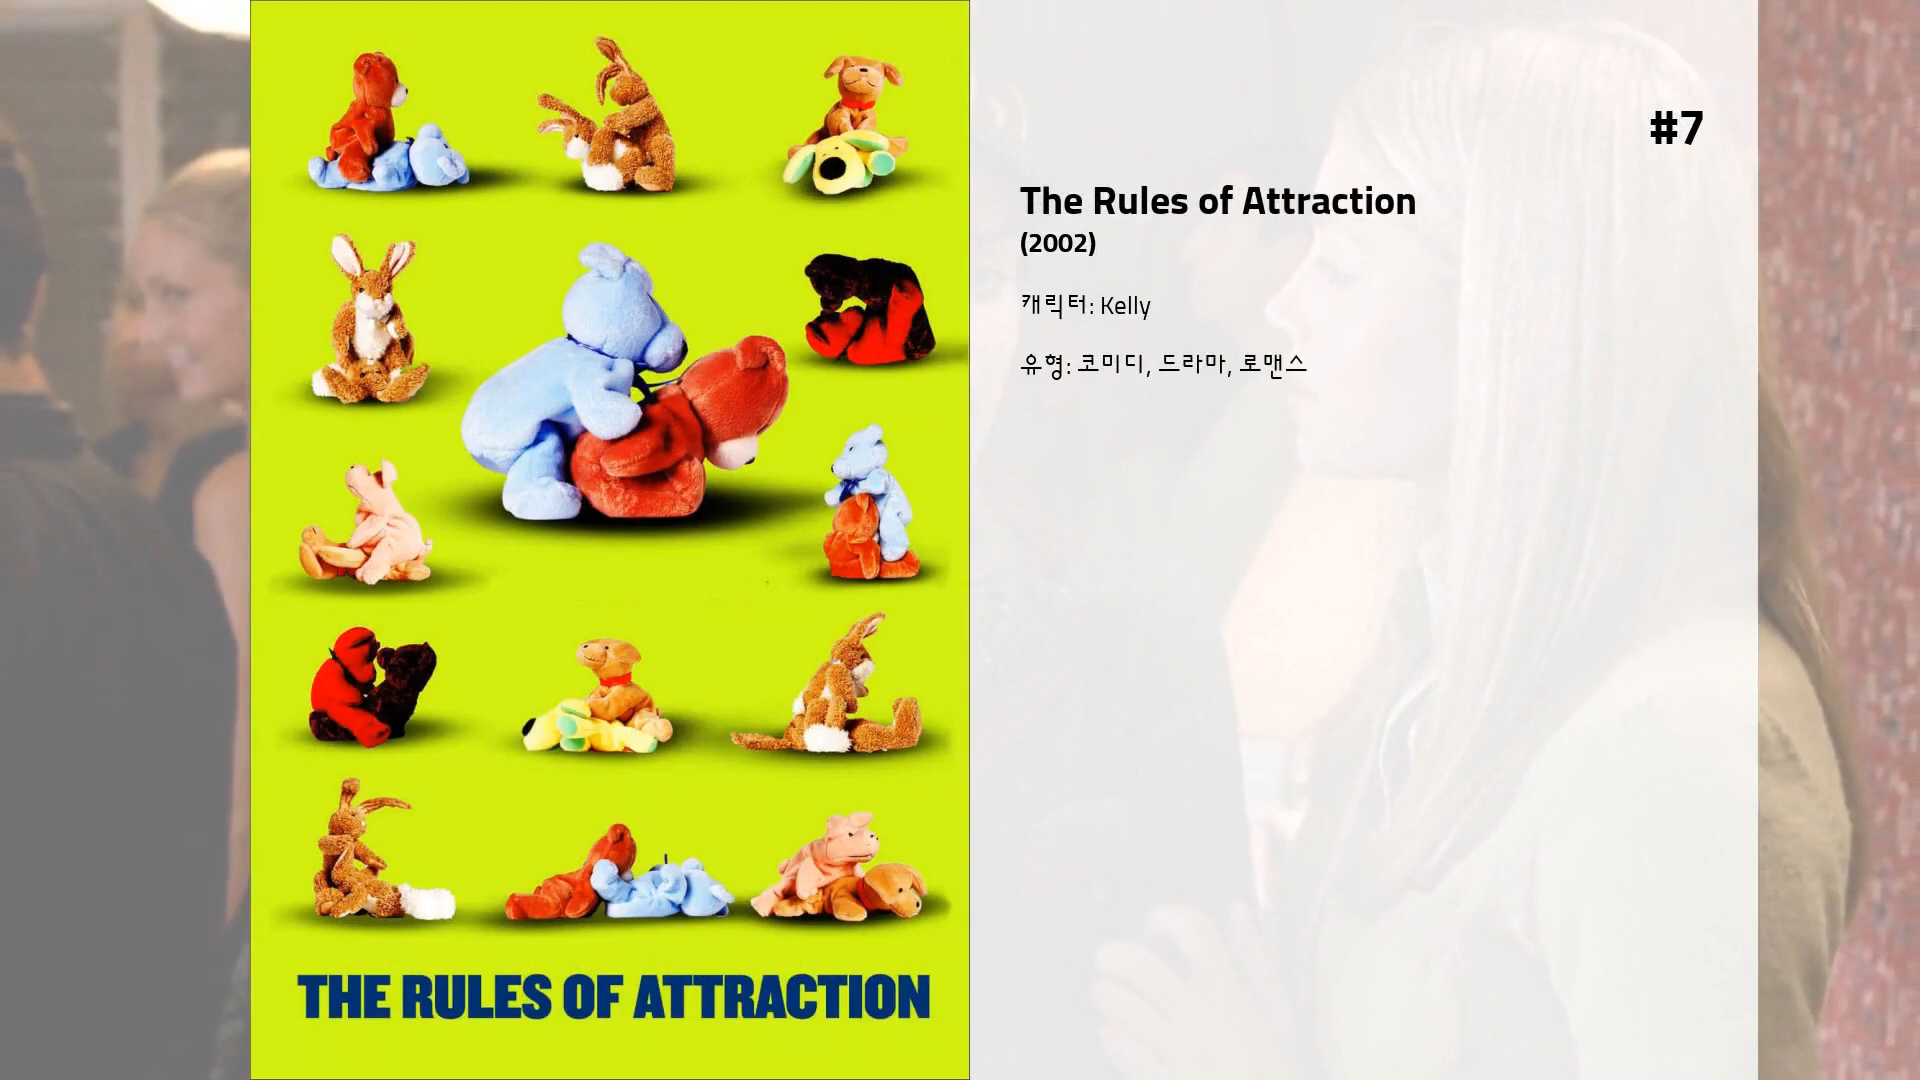 #7
The Rules of Attraction
(2002)
캐릭터: Kelly
유형: 코미디, 드라마, 로맨스
THE RULES OF ATTRACTION